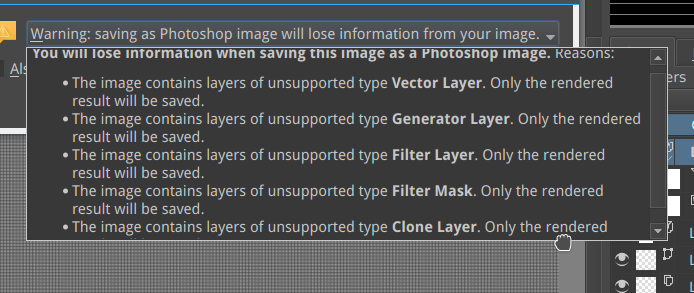 Warning: saving as Photoshop image will lose information from your image.
You will lose information when saving this image as a Photoshop image. Reasons:
Als
• The image contains layers of unsupported type Vector Layer. Only the rendered
result will be saved.
• The image contains layers of unsupported type Generator Layer. Only the rendered
result will be saved.
• The image contains layers of unsupported type Filter Layer. Only the rendered
result will be saved.
• The image contains layers of unsupported type Filter Mask. Only the rendered
result will be saved.
• The image contains layers of unsupported type Clone Layer. Only the rendered
ers